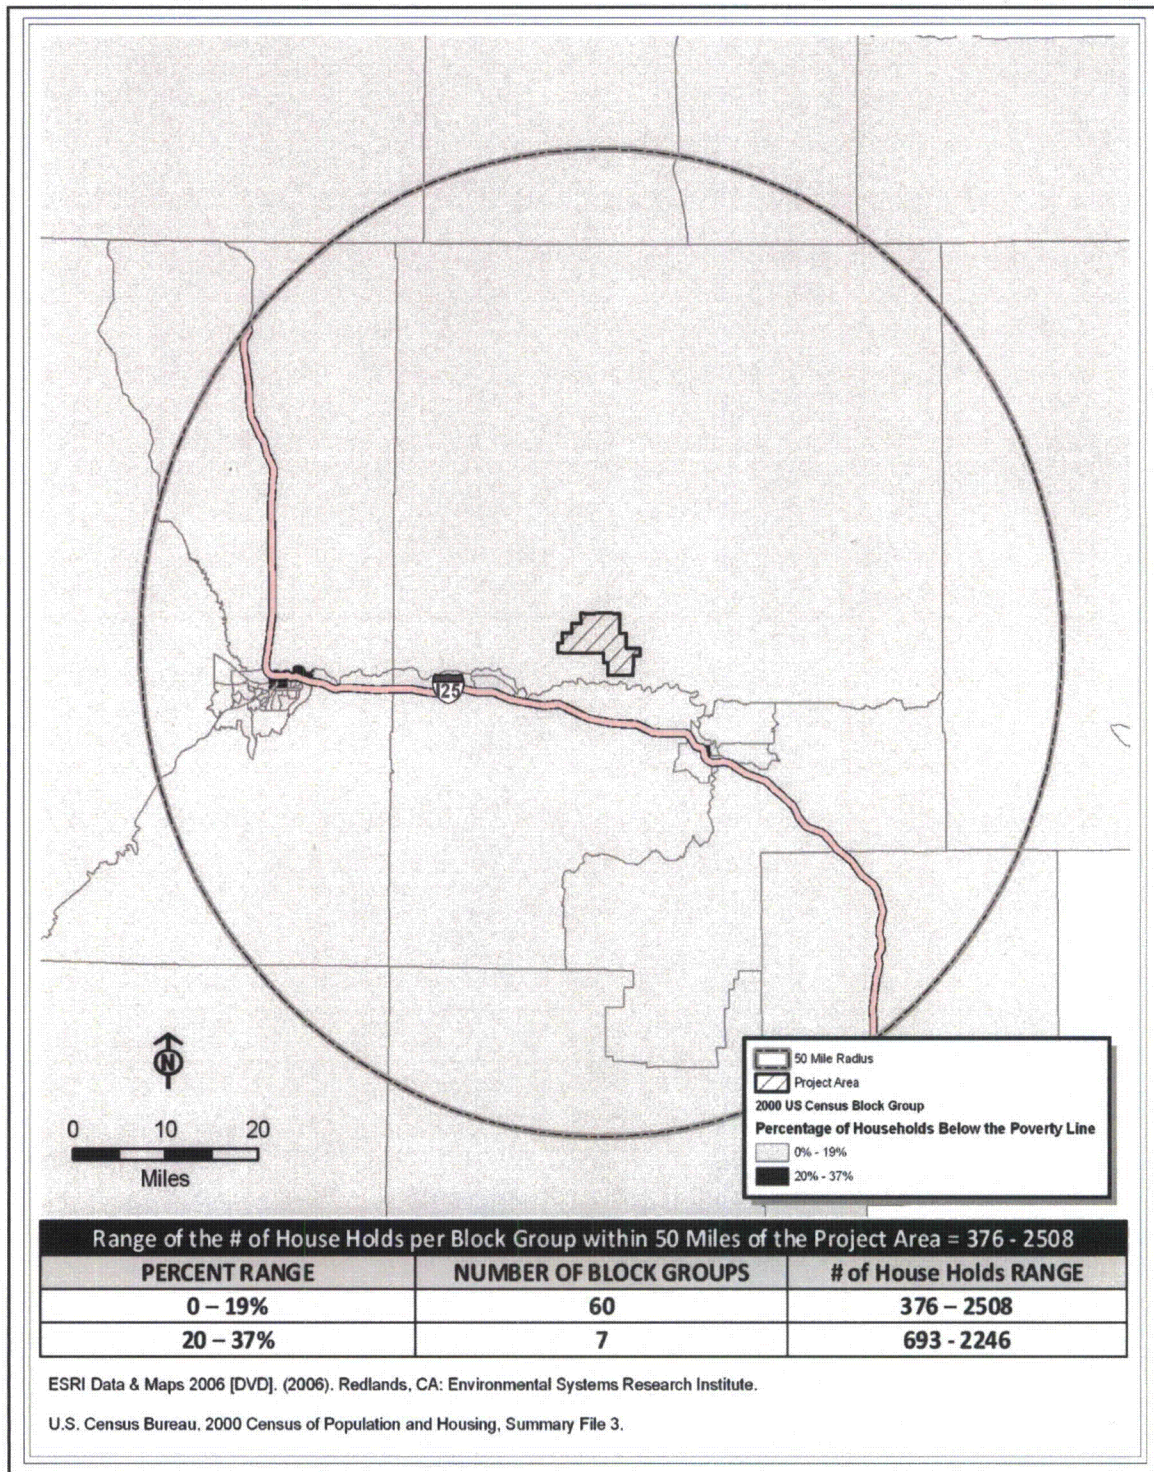 25
N
0 10 20
Miles
50 Mile Radius
Project Area
2000 US Census Block Group
Percentage of Households Below the Poverty Line
0% - 19%
20% - 37%
Range of the # of House Holds per Block Group within 50 Miles of the Project Area = 376 - 2508
PERCENT RANGE NUMBER OF BLOCK GROUPS # of House Holds RANGE
0 – 19% 60 376 – 2508
20 – 37% 7 693 - 2246
ESRI Data & Maps 2006 [DVD]. (2006). Redlands, CA: Environmental Systems Research Institute.
U.S. Census Bureau. 2000 Census of Population and Housing, Summary File 3.